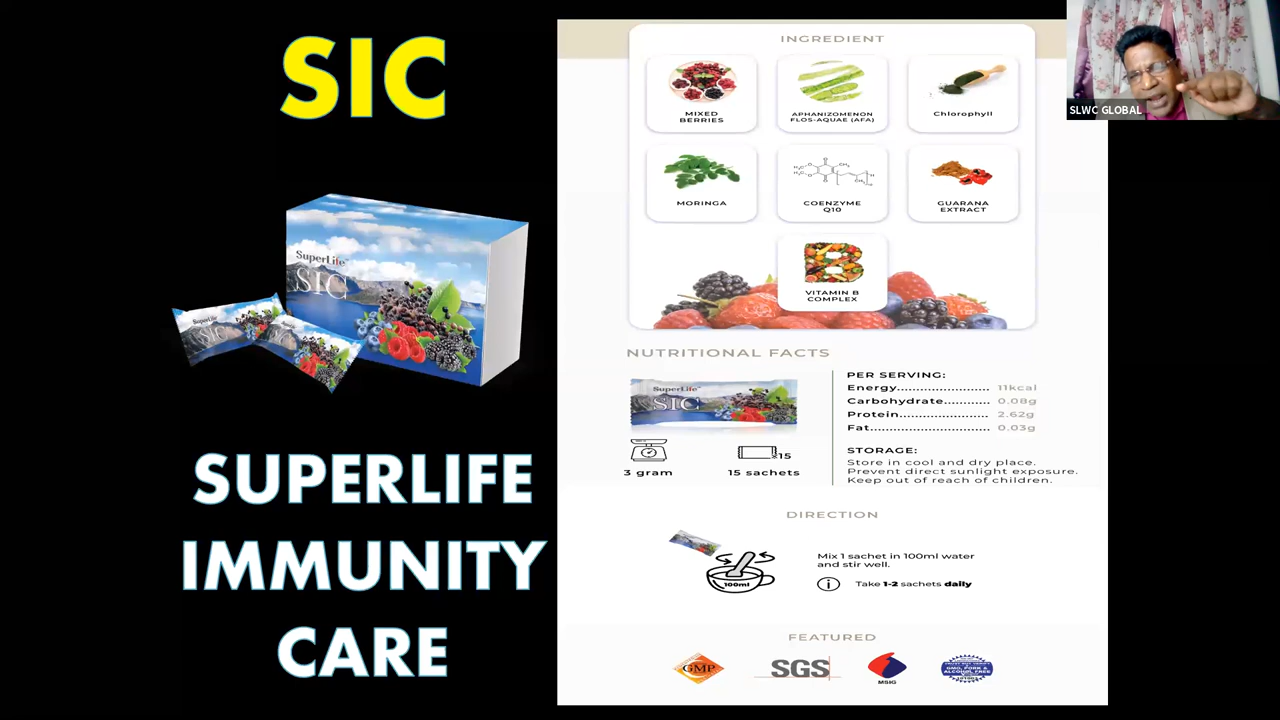 SIC
SuperLife
SIC
SuperLife
SIC
SUPERLIFE
IMMUNITY
CARE
INGREDIENT
MIXED
BERRIES
APHANIZOMENON
FLOS-AQUAE (AFA)
Chlorophyll
MORINGA
COENZYME
Q10
GUARANA
EXTRACT
B
VITAMIN B
COMPLEX
NUTRITIONAL FACTS
SuperLife
SIC
3 gram
15
15 sachets
PER SERVING:
Energy........................ 11kcal
Carbohydrate............ 0.08g
Protein....................... 2.62g
Fat............................... 0.03g
STORAGE:
Store in cool and dry place.
Prevent direct sunlight exposure.
Keep out of reach of children.
DIRECTION
100ml
Mix 1 sachet in 100ml water
and stir well.
Take 1-2 sachets daily
FEATURED
GMP
SGS
MSIG
GMO, PORK &
ALCOHOL FREE
SLWC GLOBAL